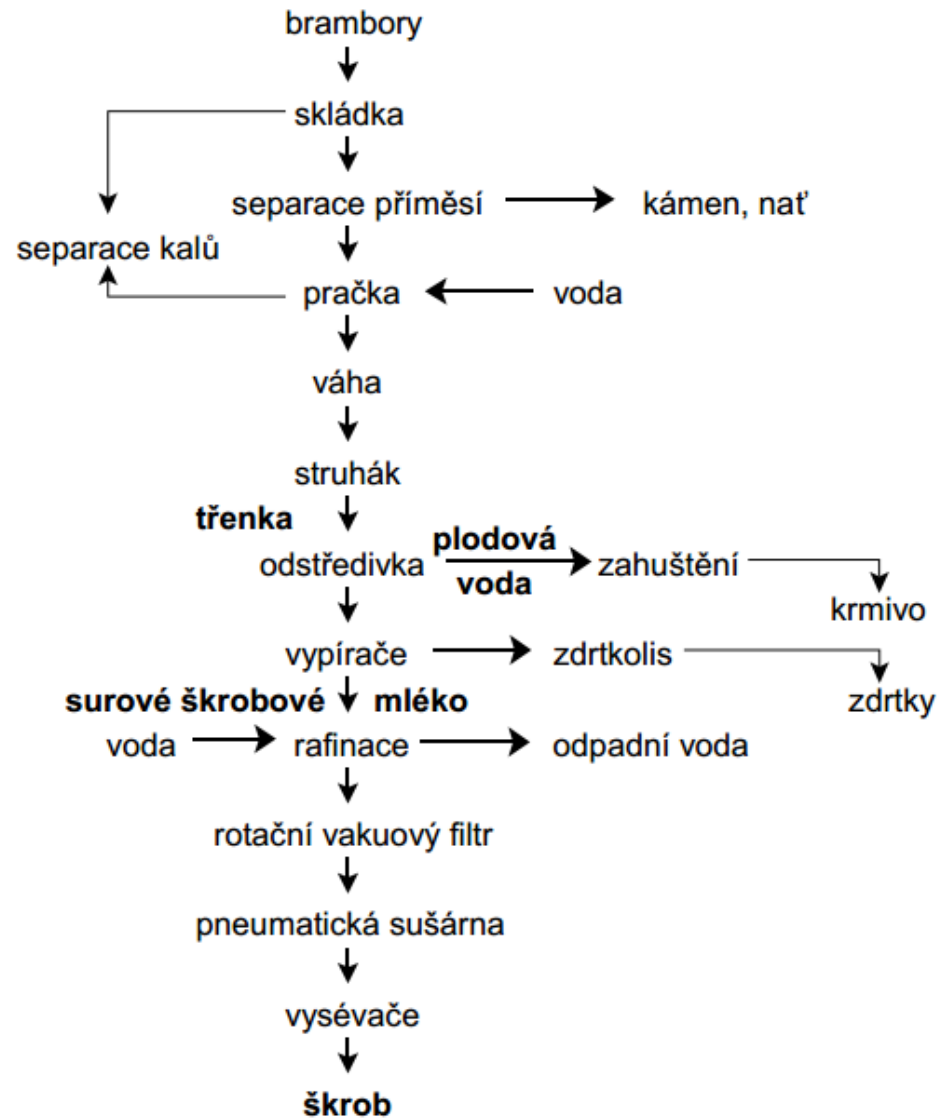 brambory
skládka
separace příměsí
kámen, nať
separace kalů
pračka
voda
váha
struhák
třenka
plodová
odstředivka
zahuštění
voda
krmivo
vypírače
zdrtkolis
surové škrobové mléko
zdrtky
voda
rafinace
odpadní voda
rotační vakuový filtr
pneumatická sušárna
vysévače
škrob